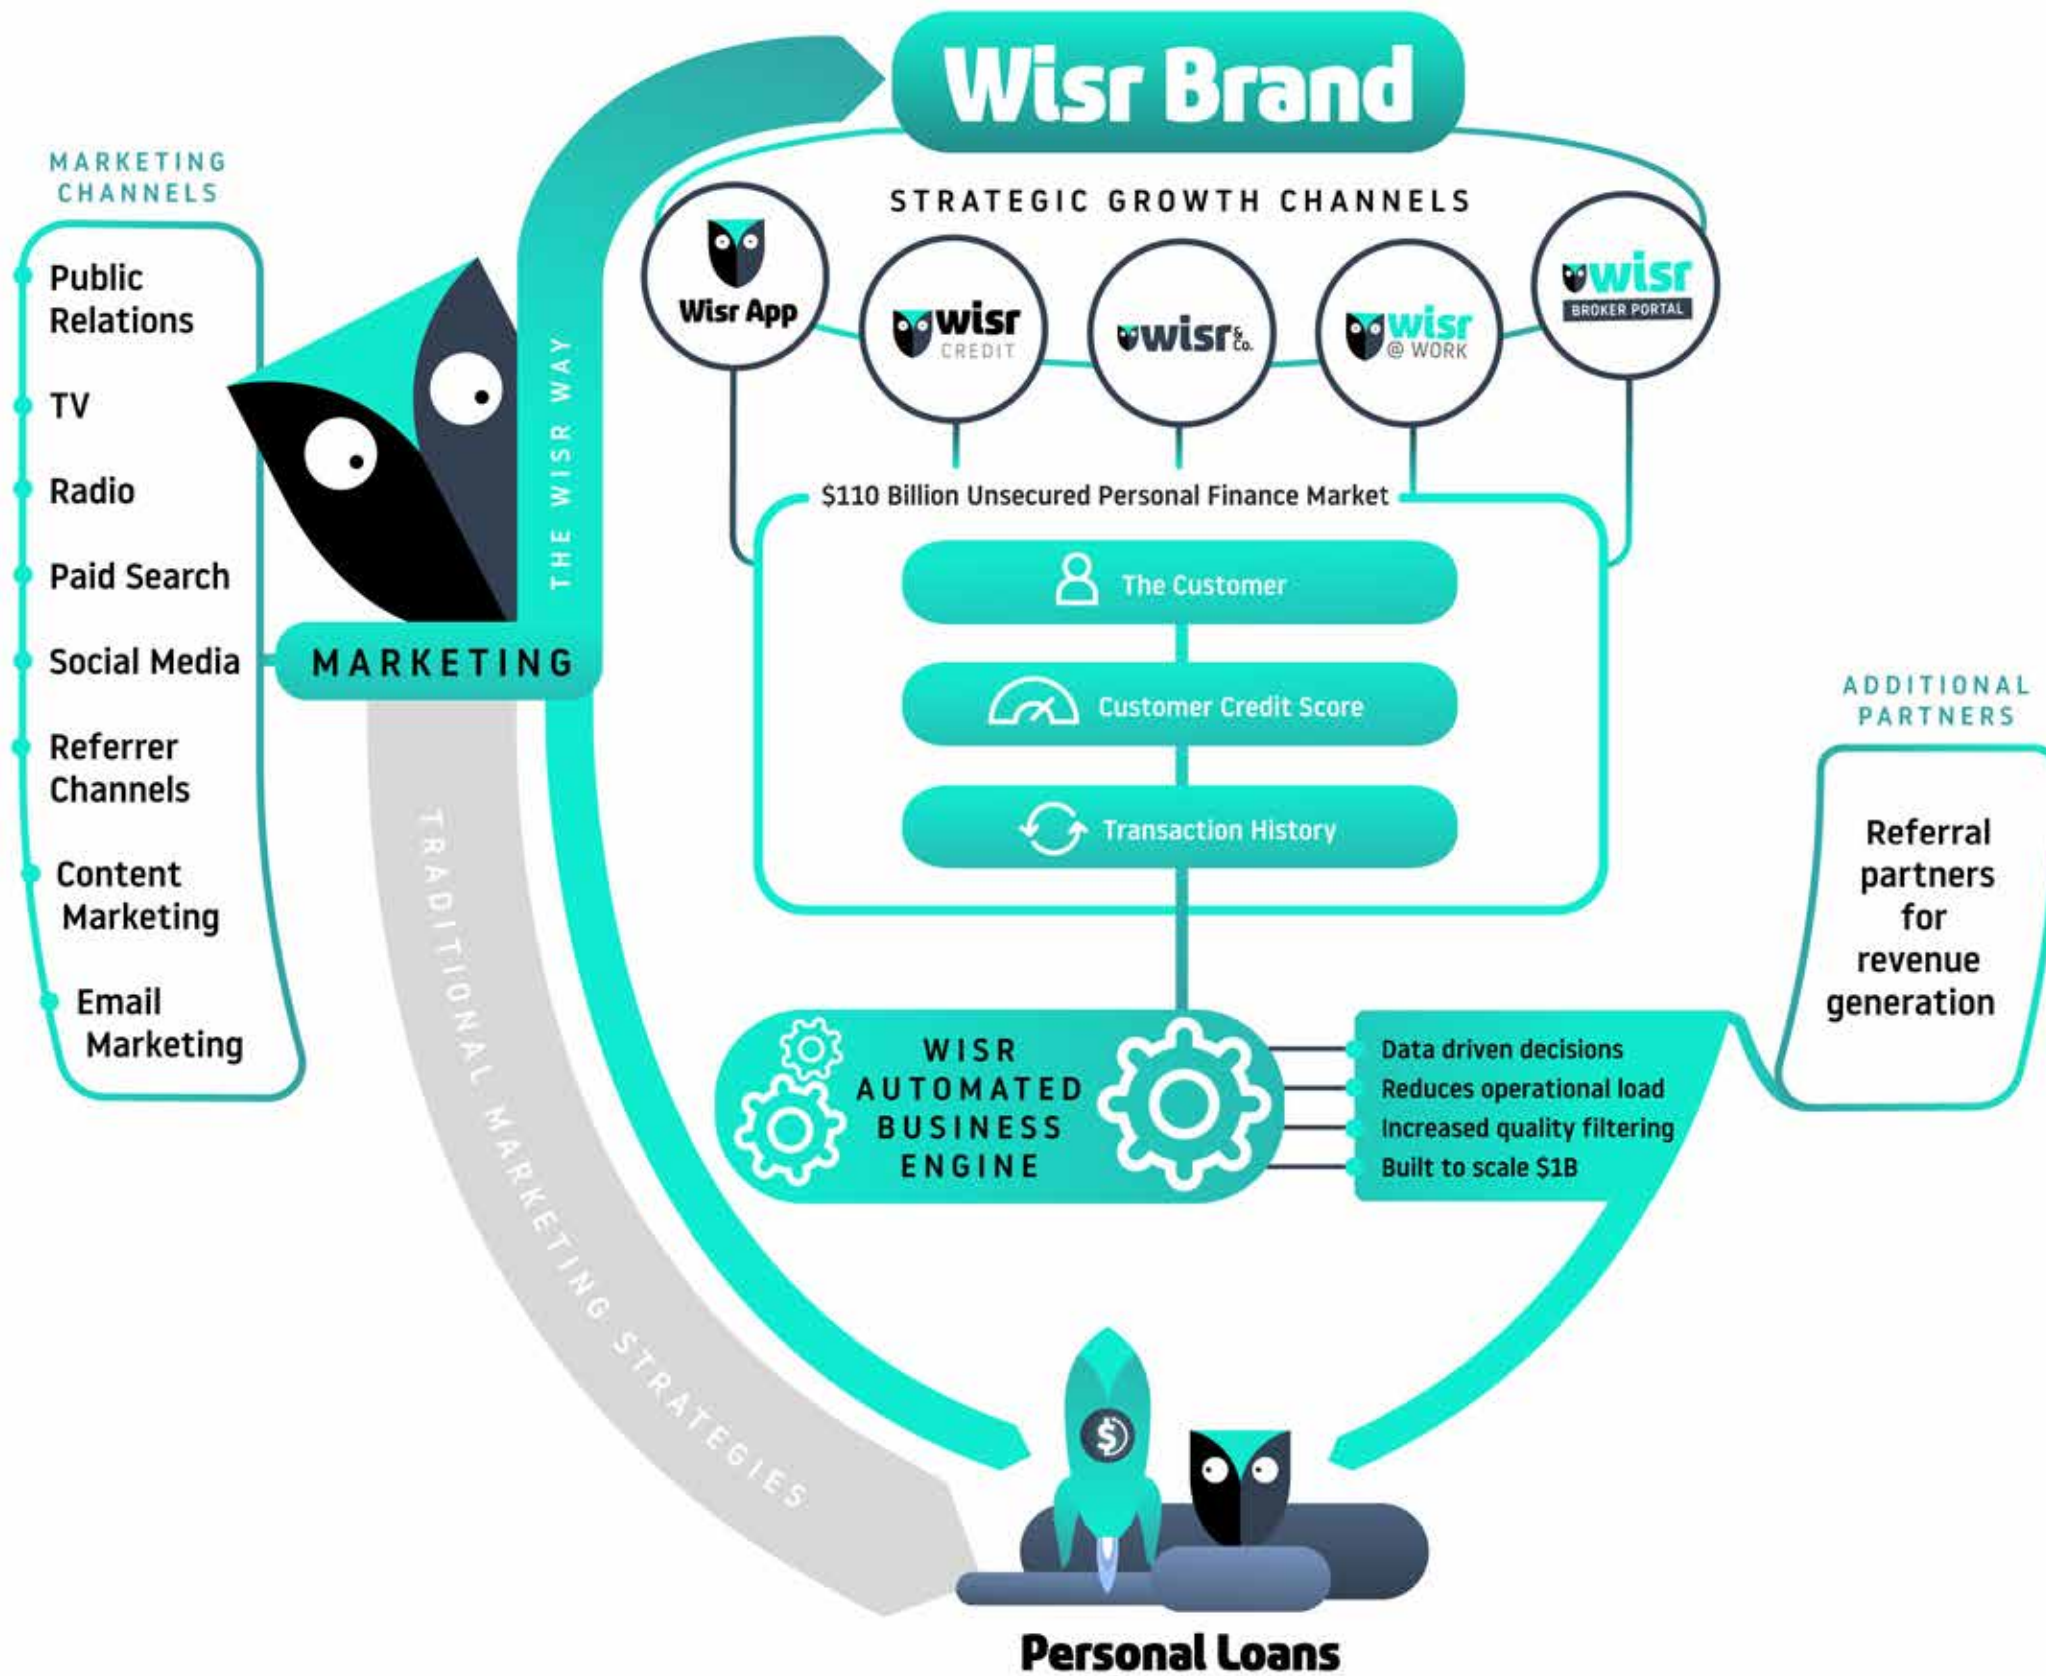 Wisr Brand
MARKETING
CHANNELS
Public
Relations
TV
Radio
Paid Search
Social Media
Referrer
Channels
Content
Marketing
Email
Marketing
MARKETING
THE WISR WAY
TRADITIONAL MARKETING STRATEGIES
STRATEGIC GROWTH CHANNELS
Wisr App
wisr
CREDIT
wisr & Co.
wisr
@ WORK
wisr
BROKER PORTAL
$110 Billion Unsecured Personal Finance Market
The Customer
Customer Credit Score
Transaction History
WISR
AUTOMATED
BUSINESS
ENGINE
Data driven decisions
Reduces operational load
Increased quality filtering
Built to scale $1B
ADDITIONAL
PARTNERS
Referral
partners
for
revenue
generation
$
Personal Loans